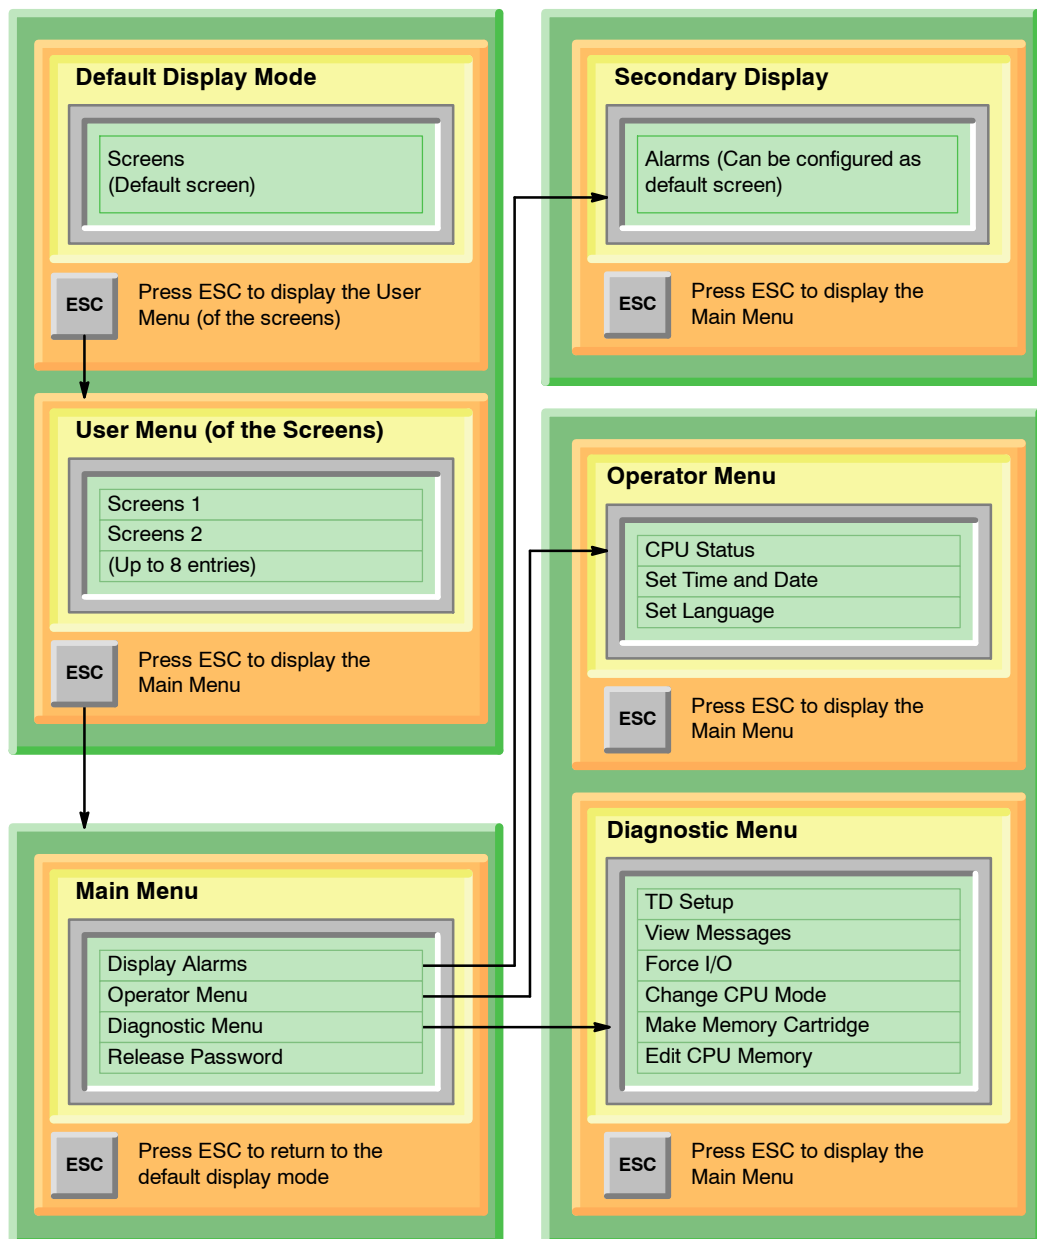 Default Display Mode
Screens
(Default screen)
ESC
Press ESC to display the User
Menu (of the screens)
User Menu (of the Screens)
Screens 1
Screens 2
(Up to 8 entries)
ESC
Press ESC to display the
Main Menu
Main Menu
Display Alarms
Operator Menu
Diagnostic Menu
Release Password
ESC
Press ESC to return to the
default display mode
Secondary Display
Alarms (Can be configured as
default screen)
ESC
Press ESC to display the
Main Menu
Operator Menu
CPU Status
Set Time and Date
Set Language
ESC
Press ESC to display the
Main Menu
Diagnostic Menu
TD Setup
View Messages
Force I/O
Change CPU Mode
Make Memory Cartridge
Edit CPU Memory
ESC
Press ESC to display the
Main Menu